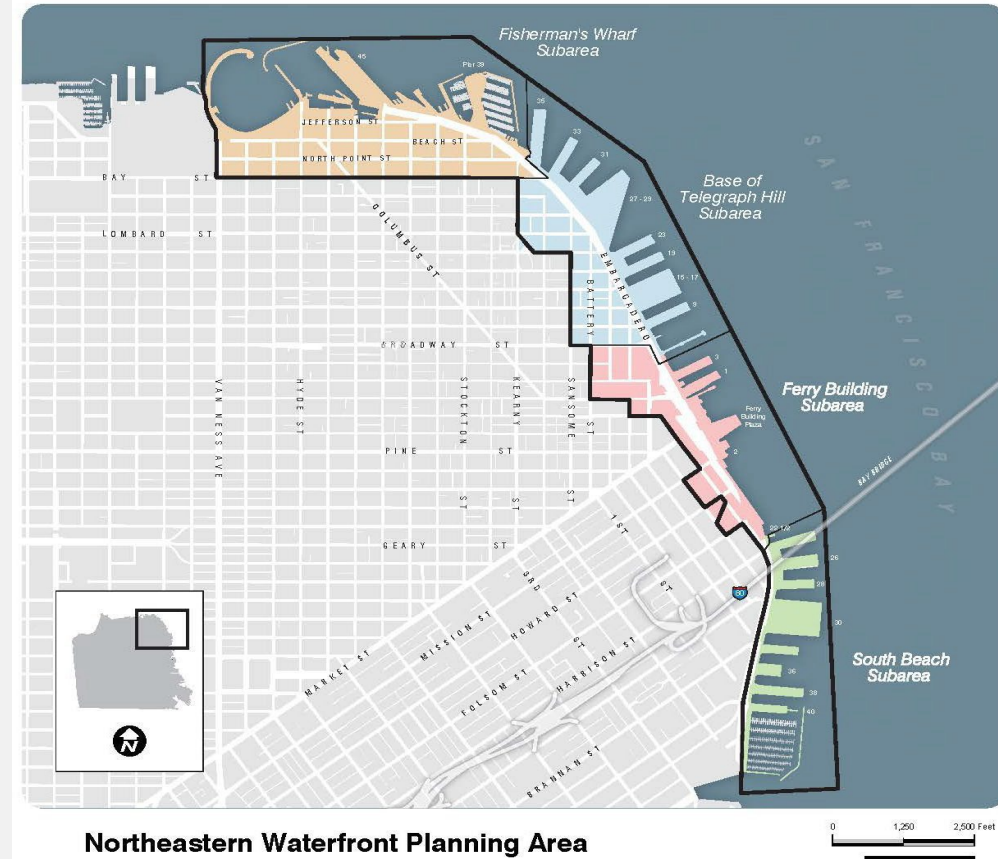 Fisherman's Wharf
Subarea
45
Pier 39
35
JEFFERSON ST
BEACH ST
33
NORTH POINT ST
31
BAY ST
Base of
Telegraph Hill
Subarea
27 - 29
SAN FRANCISCO BAY
COLUMBUS ST
LOMBARD ST
23
19
EMBARCADERO
15 - 17
BATTERY ST
9
BROADWAY ST
3
1
VAN NESS AVE
HYDE ST
STOCKTON ST
KEARNY ST
SANSOME ST
Ferry Building
Subarea
Ferry
Building
Plaza
2
PINE ST
BAY BRIDGE
22 1/2
1ST ST
GEARY ST
26
28
3RD ST
80
HOWARD ST
30
MISSION ST
HARRISON ST
South Beach
Subarea
MARKET ST
FOLSOM ST
36
38
40
N
BRANNAN ST
Northeastern Waterfront Planning Area
0 1,250 2,500 Feet